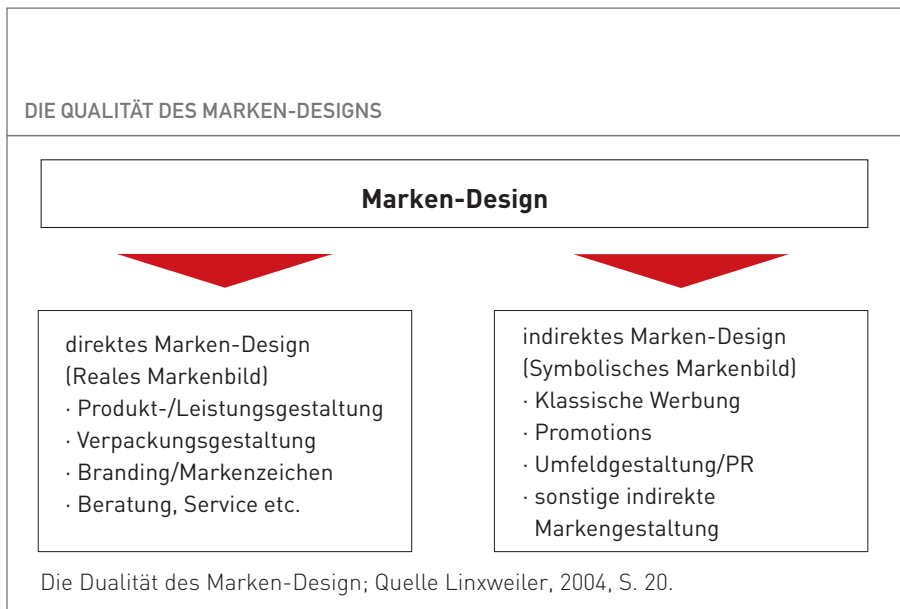 DIE QUALITÄT DES MARKEN-DESIGNS
Marken-Design
direktes Marken-Design
(Reales Markenbild)
· Produkt-/Leistungsgestaltung
· Verpackungsgestaltung
· Branding/Markenzeichen
· Beratung, Service etc.
indirektes Marken-Design
(Symbolisches Markenbild)
· Klassische Werbung
· Promotions
· Umfeldgestaltung/PR
· sonstige indirekte
Markengestaltung
Die Dualität des Marken-Design; Quelle Linxweiler, 2004, S. 20.